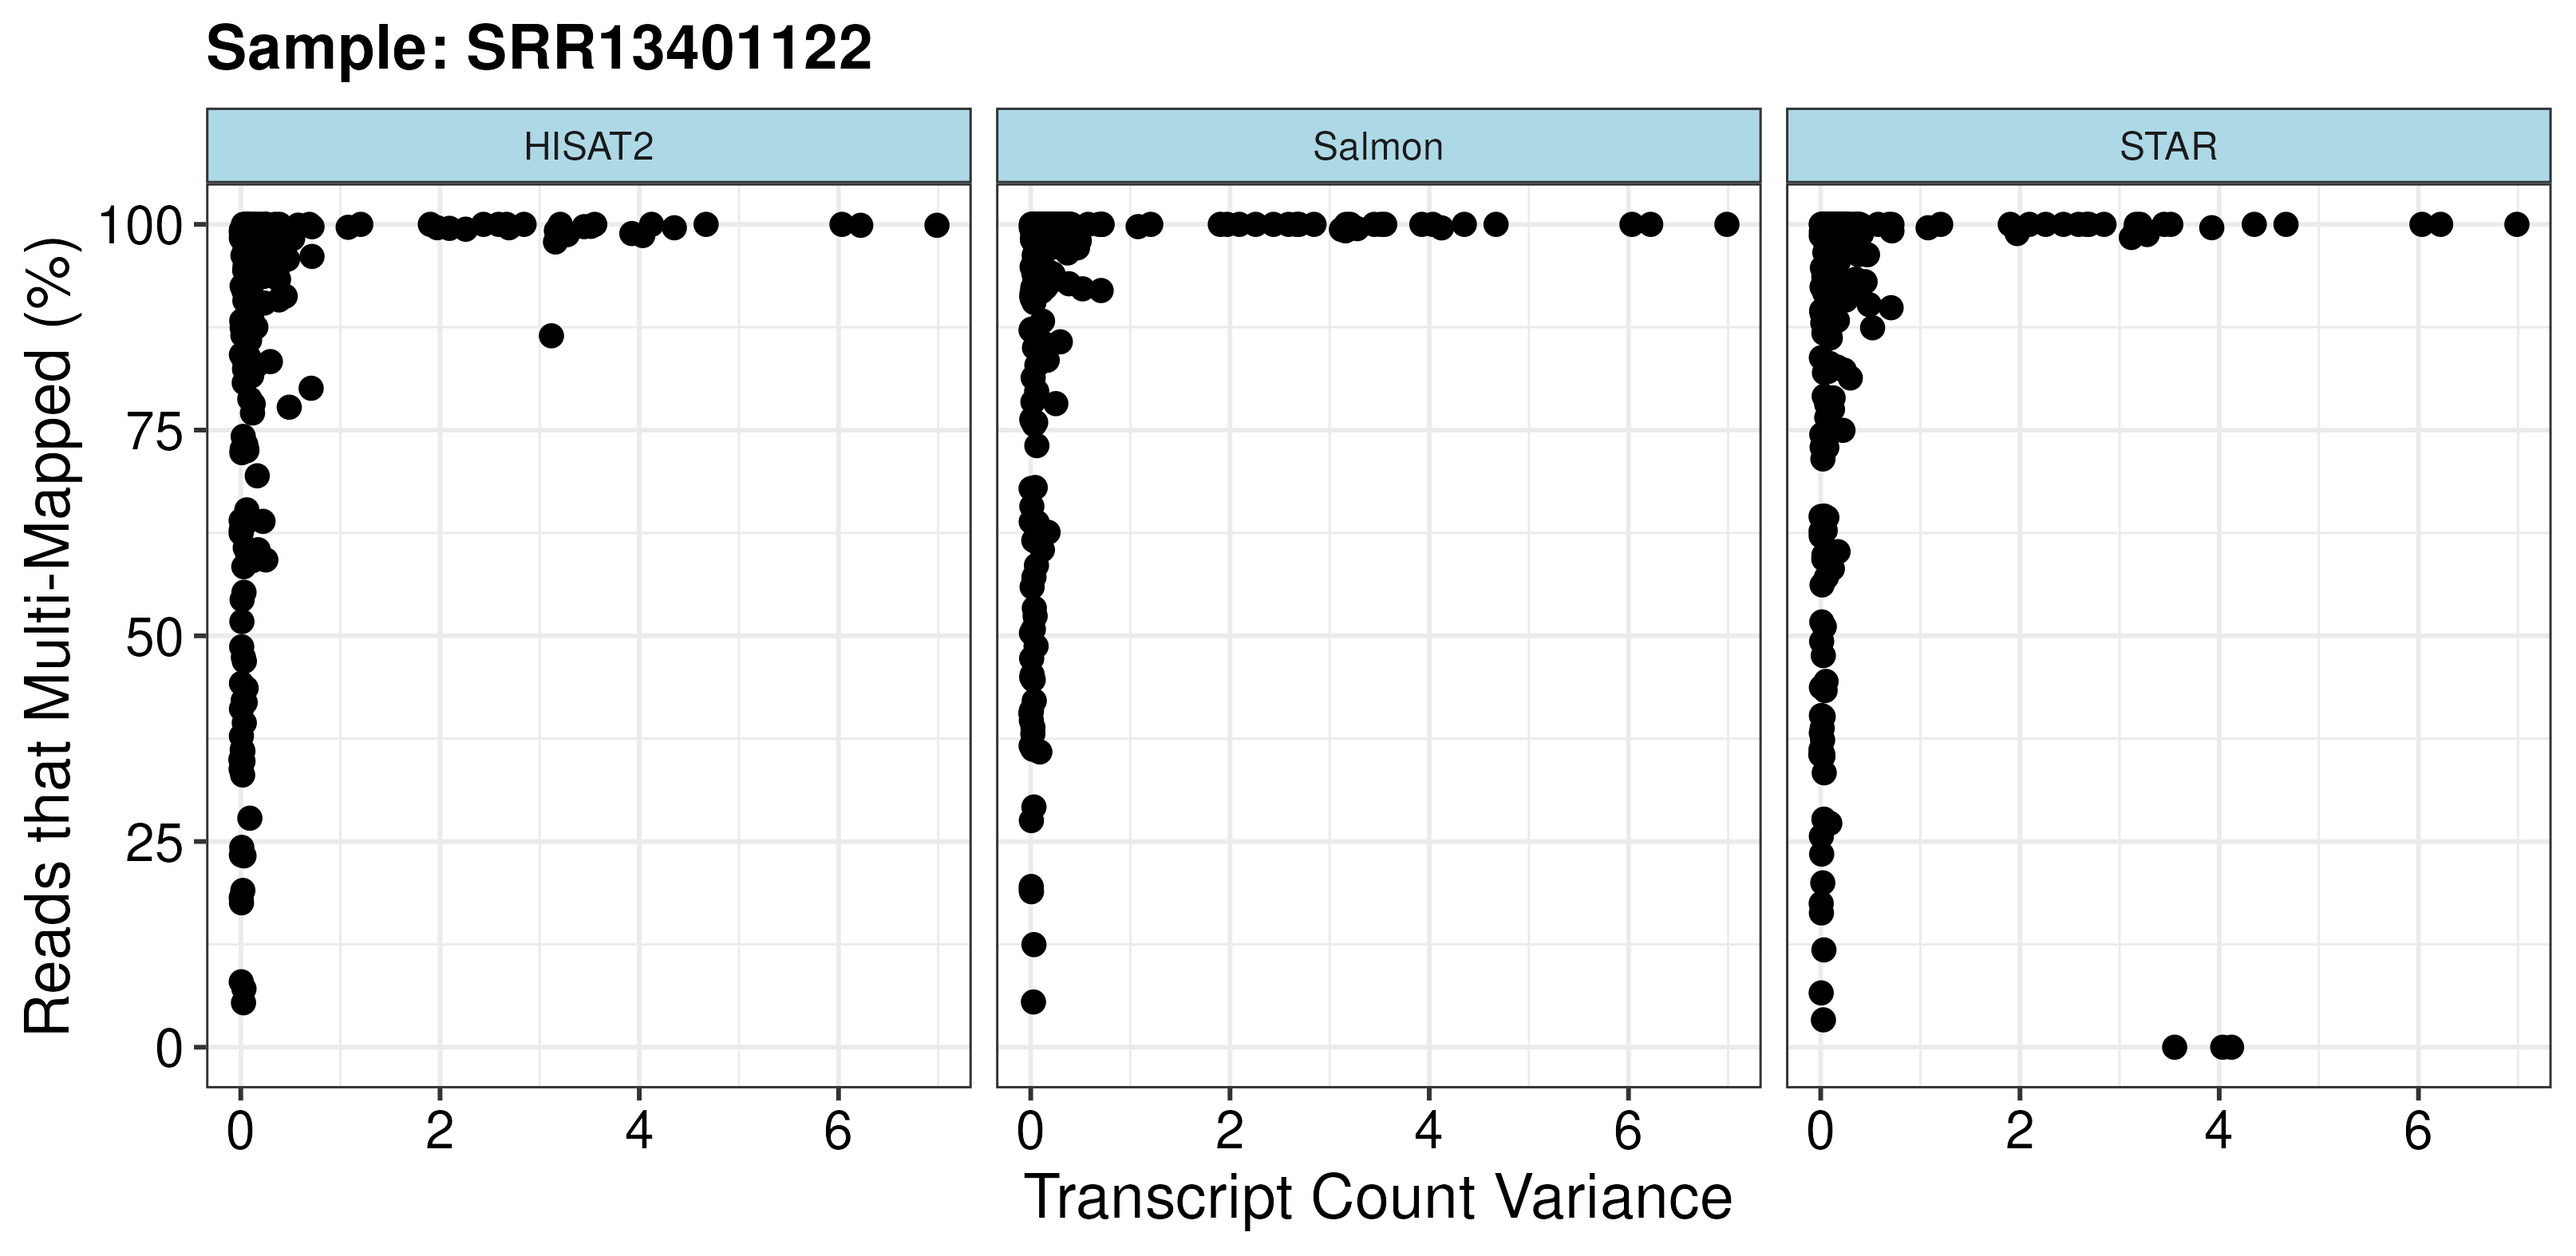 Sample: SRR13401122
HISAT2 Salmon STAR
Reads that Multi-Mapped (%)
100
75
50
25
0
0 2 4 6 0 2 4 6 0 2 4 6
Transcript Count Variance